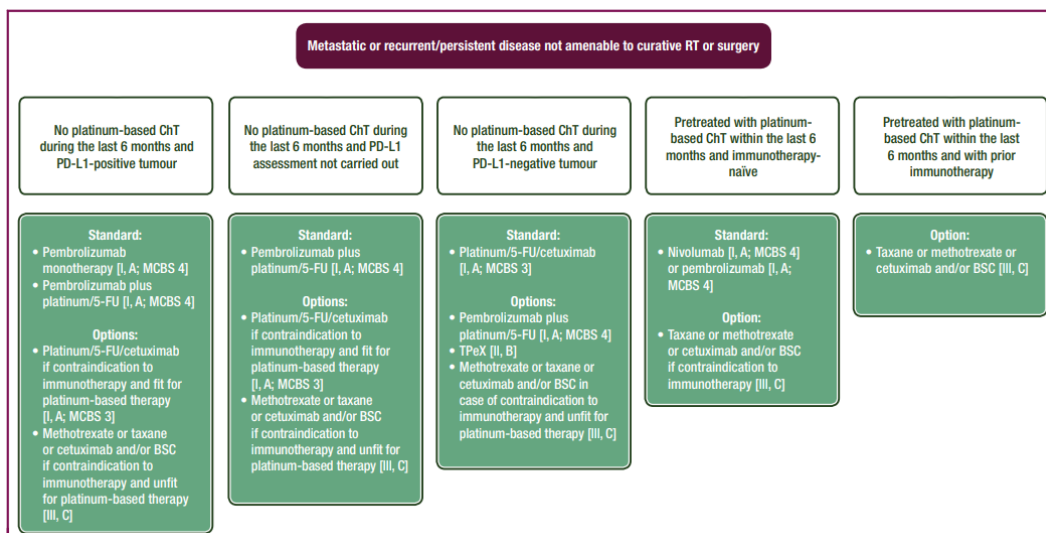 Metastatic or recurrent/persistent disease not amenable to curative RT or surgery
No platinum-based ChT
during the last 6 months and
PD-L1-positive tumour
No platinum-based ChT during
the last 6 months and PD-L1
assessment not carried out
No platinum-based ChT during
the last 6 months and
PD-L1-negative tumour
Pretreated with platinum-
based ChT within the last 6
months and immunotherapy-
naïve
Pretreated with platinum-
based ChT within the last
6 months and with prior
immunotherapy
Standard:
• Pembrolizumab
monotherapy [I, A; MCBS 4]
• Pembrolizumab plus
platinum/5-FU [I, A; MCBS 4]
Options:
• Platinum/5-FU/cetuximab
if contraindication to
immunotherapy and fit for
platinum-based therapy
[I, A; MCBS 3]
• Methotrexate or taxane
or cetuximab and/or BSC
if contraindication to
immunotherapy and unfit
for platinum-based therapy
[III, C]
Standard:
• Pembrolizumab plus
platinum/5-FU [I, A; MCBS 4]
Options:
• Platinum/5-FU/cetuximab
if contraindication to
immunotherapy and fit for
platinum-based therapy
[I, A; MCBS 3]
• Methotrexate or taxane
or cetuximab and/or BSC
if contraindication to
immunotherapy and unfit for
platinum-based therapy [III, C]
Standard:
• Platinum/5-FU/cetuximab
[I, A; MCBS 3]
Options:
• Pembrolizumab plus
platinum/5-FU [I, A; MCBS 4]
• TPeX [II, B]
• Methotrexate or taxane or
cetuximab and/or BSC in
case of contraindication to
immunotherapy and unfit for
platinum-based therapy [III, C]
Standard:
• Nivolumab [I, A; MCBS 4]
or pembrolizumab [I, A;
MCBS 4]
Option:
• Taxane or methotrexate
or cetuximab and/or BSC
if contraindication to
immunotherapy [III, C]
Option:
• Taxane or methotrexate or
cetuximab and/or BSC [III, C]